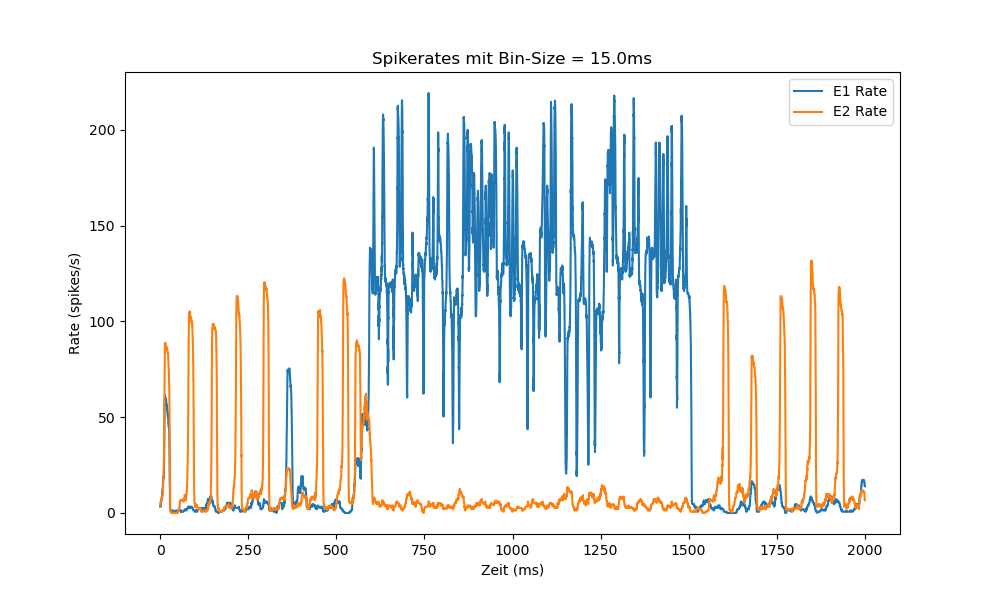 Spikerates mit Bin-Size = 15.0ms
E1 Rate
E2 Rate
Rate (spikes/s)
200
150
100
50
0
0 250 500 750 1000 1250 1500 1750 2000
Zeit (ms)